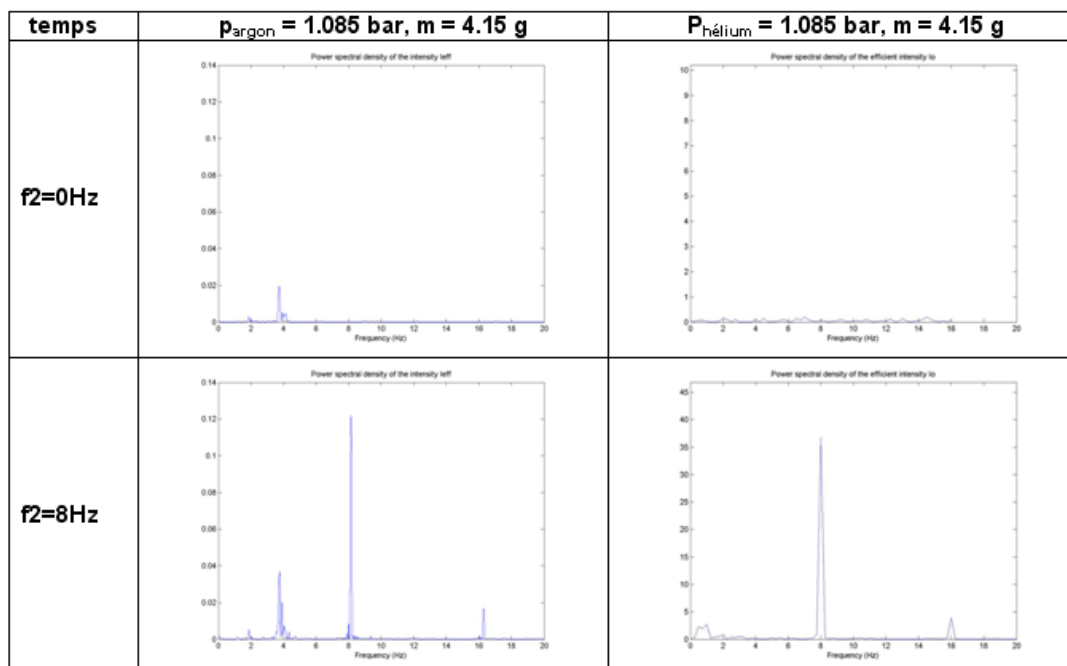 temps
pargon = 1.085 bar, m = 4.15 g
Phélium = 1.085 bar, m = 4.15 g
f2=0Hz
Power spectral density of the intensity Ieff
0.14
0.12
0.1
0.08
0.06
0.04
0.02
0
0 2 4 6 8 10 12 14 16 18 20
Frequency (Hz)
Power spectral density of the efficient intensity Io
10
9
8
7
6
5
4
3
2
1
0
0 2 4 6 8 10 12 14 16 18 20
Frequency (Hz)
f2=8Hz
Power spectral density of the intensity Ieff
0.14
0.12
0.1
0.08
0.06
0.04
0.02
0
0 2 4 6 8 10 12 14 16 18 20
Frequency (Hz)
Power spectral density of the efficient intensity Io
45
40
35
30
25
20
15
10
5
0
0 2 4 6 8 10 12 14 16 18 20
Frequency (Hz)